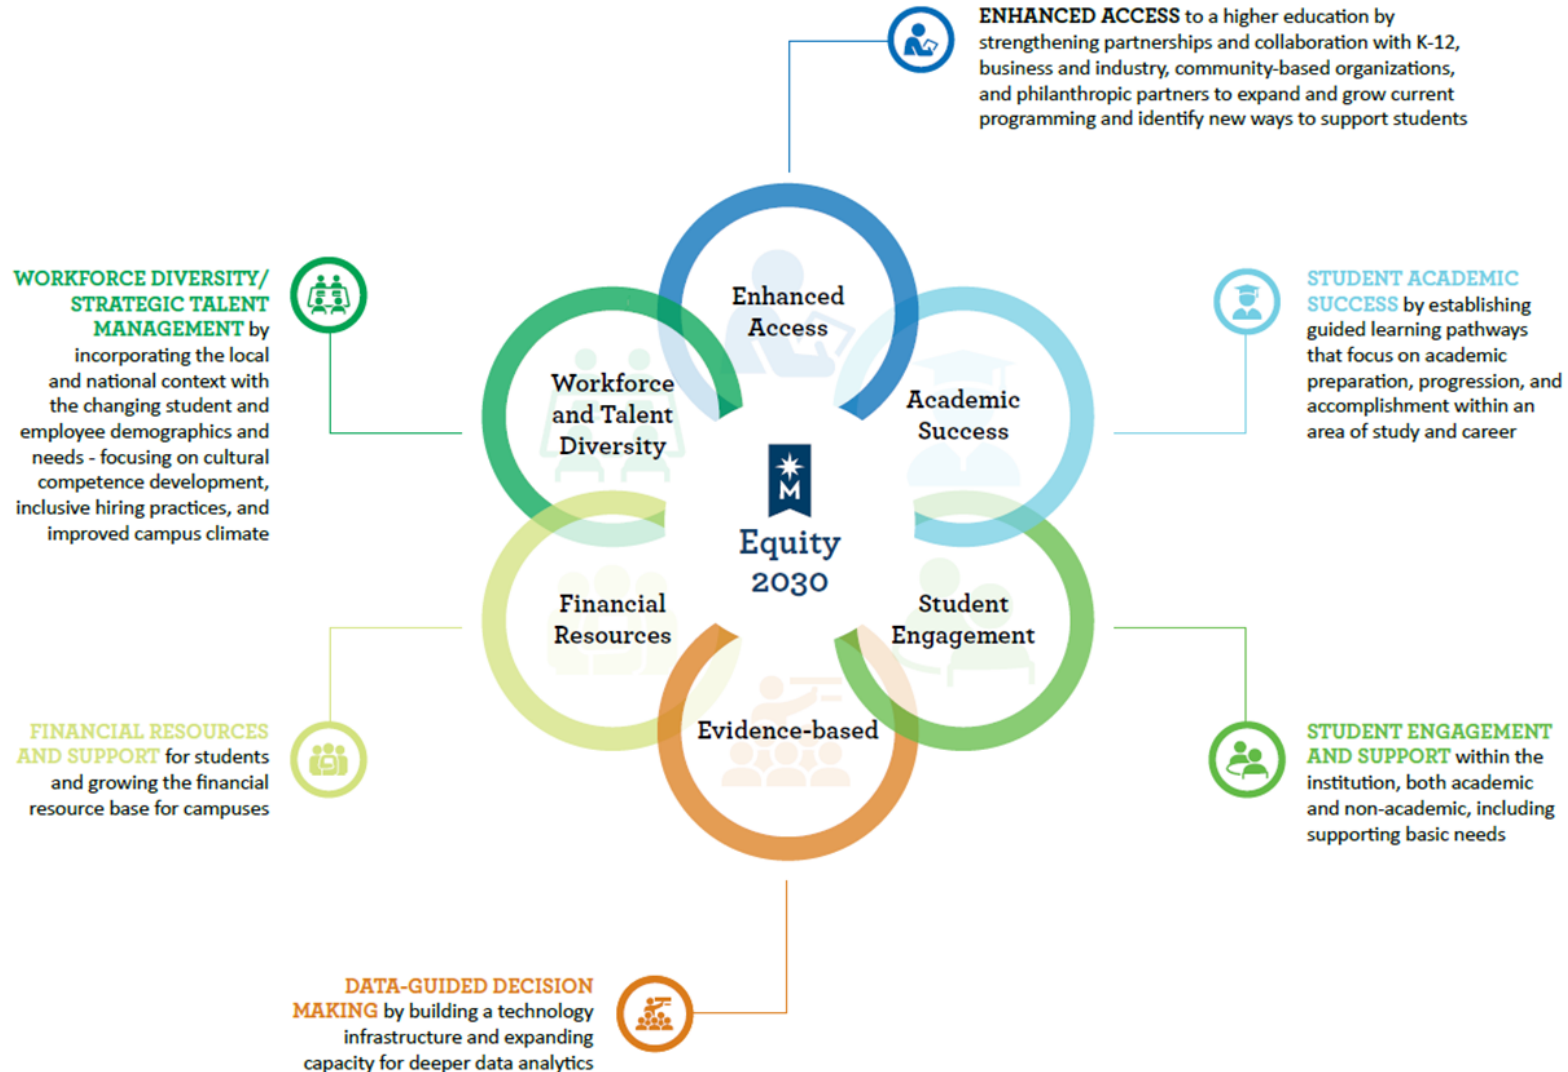 ENHANCED ACCESS to a higher education by
strengthening partnerships and collaboration with K-12,
business and industry, community-based organizations,
and philanthropic partners to expand and grow current
programming and identify new ways to support students
WORKFORCE DIVERSITY/
STRATEGIC TALENT
MANAGEMENT by
incorporating the local
and national context with
the changing student and
employee demographics and
needs - focusing on cultural
competence development,
inclusive hiring practices, and
improved campus climate
STUDENT ACADEMIC
SUCCESS by establishing
guided learning pathways
that focus on academic
preparation, progression, and
accomplishment within an
area of study and career
Enhanced
Access
Workforce
and Talent
Diversity
Academic
Success
M
Equity
2030
Financial
Resources
Student
Engagement
Evidence-based
FINANCIAL RESOURCES
AND SUPPORT for students
and growing the financial
resource base for campuses
STUDENT ENGAGEMENT
AND SUPPORT within the
institution, both academic
and non-academic, including
supporting basic needs
DATA-GUIDED DECISION
MAKING by building a technology
infrastructure and expanding
capacity for deeper data analytics